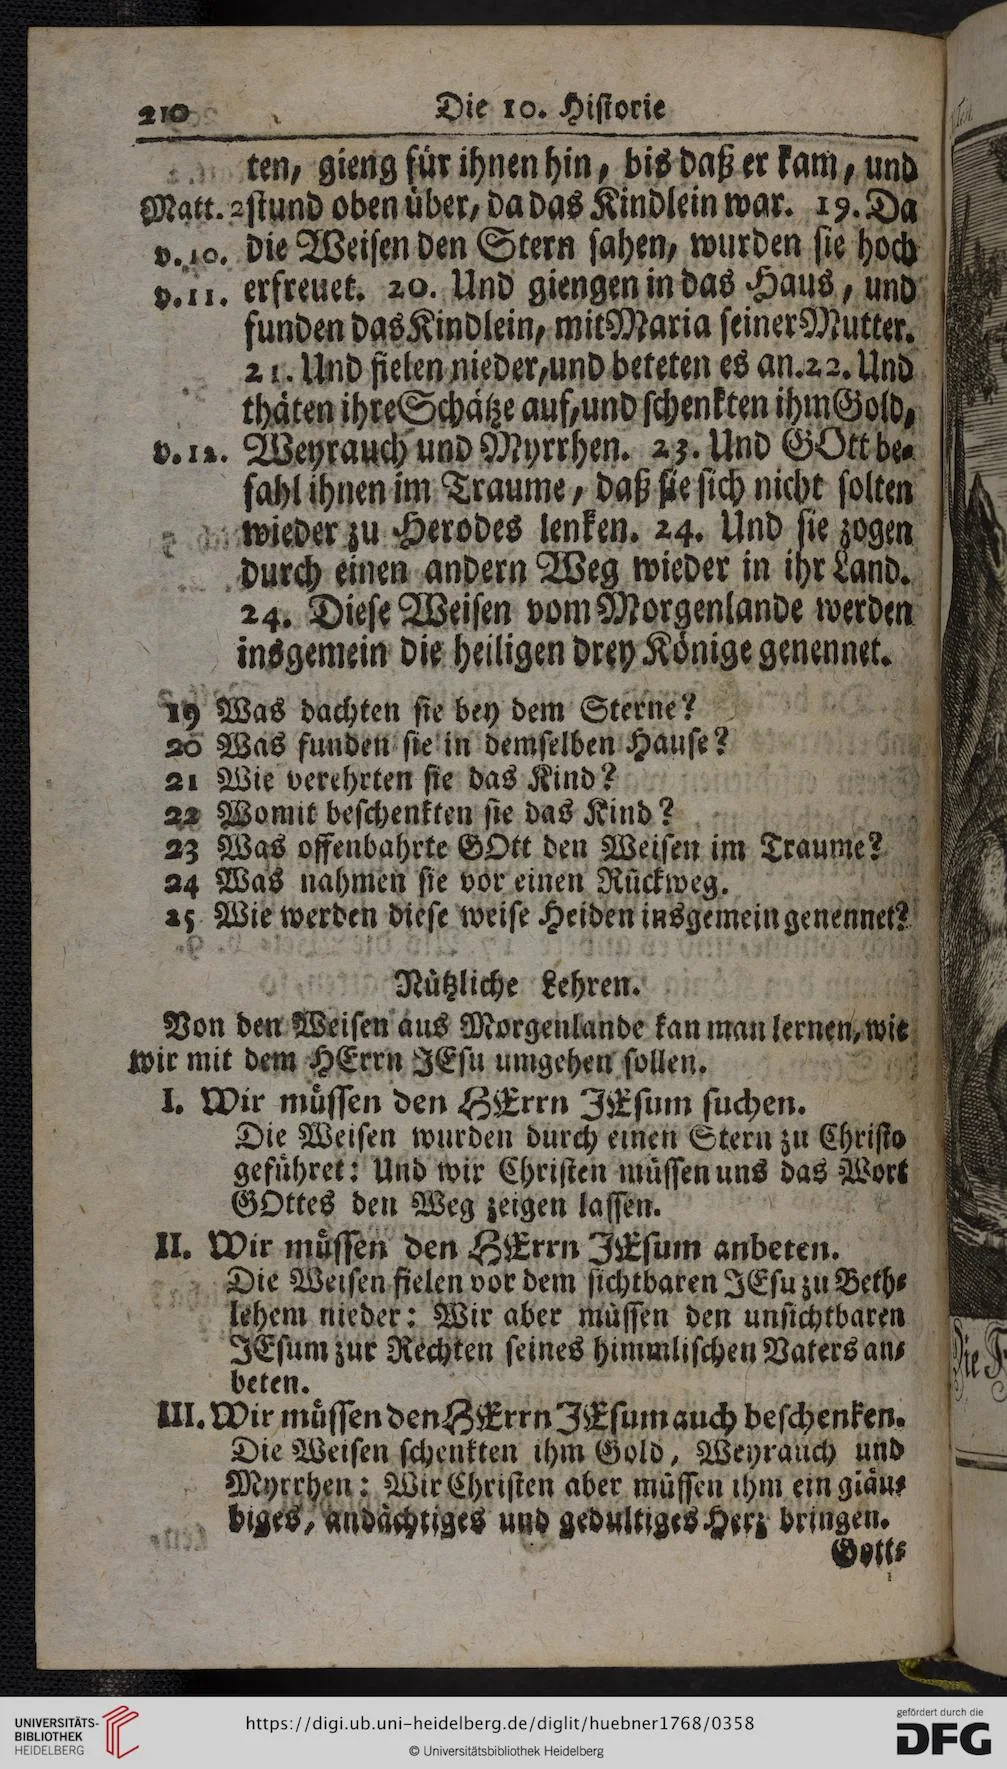 210 Die 10. Historie
ten, gieng für ihnen hin, bis daß er kam, und
Matt. 2 stund oben über, da das Kindlein war. 19. Da
v. 10. die Weisen den Stern sahen, wurden sie hoch
v. 11. erfreuet. 20. Und giengen in das Haus, und
funden das Kindlein, mit Maria seiner Mutter.
21. Und fielen nieder, und beteten es an. 22. Und
thäten ihre Schätze auf, und schenkten ihm Gold,
v. 12. Weyrauch und Myrrhen. 23. Und GOtt be-
fahl ihnen im Traume, daß sie sich nicht solten
wieder zu Herodes lenken. 24. Und sie zogen
durch einen andern Weg wieder in ihr Land.
24. Diese Weisen vom Morgenlande werden
insgemein die heiligen drey Könige genennet.
19 Was dachten sie bey dem Sterne?
20 Was funden sie in demselben Hause?
21 Wie verehrten sie das Kind?
22 Womit beschenkten sie das Kind?
23 Was offenbahrte GOtt den Weisen im Traume?
24 Was nahmen sie vor einen Rückweg.
25 Wie werden diese weise Heiden insgemein genennet?
Nützliche Lehren.
Von den Weisen aus Morgenlande kan man lernen, wie
wir mit dem HErrn JEsu umgehen sollen.
I. Wir müssen den HErrn JEsum suchen.
Die Weisen wurden durch einen Stern zu Christo
geführet: Und wir Christen müssen uns das Wort
GOttes den Weg zeigen lassen.
II. Wir müssen den HErrn JEsum anbeten.
Die Weisen fielen vor dem sichtbaren JEsu zu Beth-
lehem nieder: Wir aber müssen den unsichtbaren
JEsum zur Rechten seines himmlischen Vaters an-
beten.
III. Wir müssen den HErrn JEsum auch beschenken.
Die Weisen schenkten ihm Gold, Weyrauch und
Myrrhen: Wir Christen aber müssen ihm ein gläu-
biges, andächtiges und gedultiges Herz bringen.
Gott-
UNIVERSITÄTS-
BIBLIOTHEK
HEIDELBERG
https://digi.ub.uni-heidelberg.de/diglit/huebner1768/0358
© Universitätsbibliothek Heidelberg
gefördert durch die
DFG